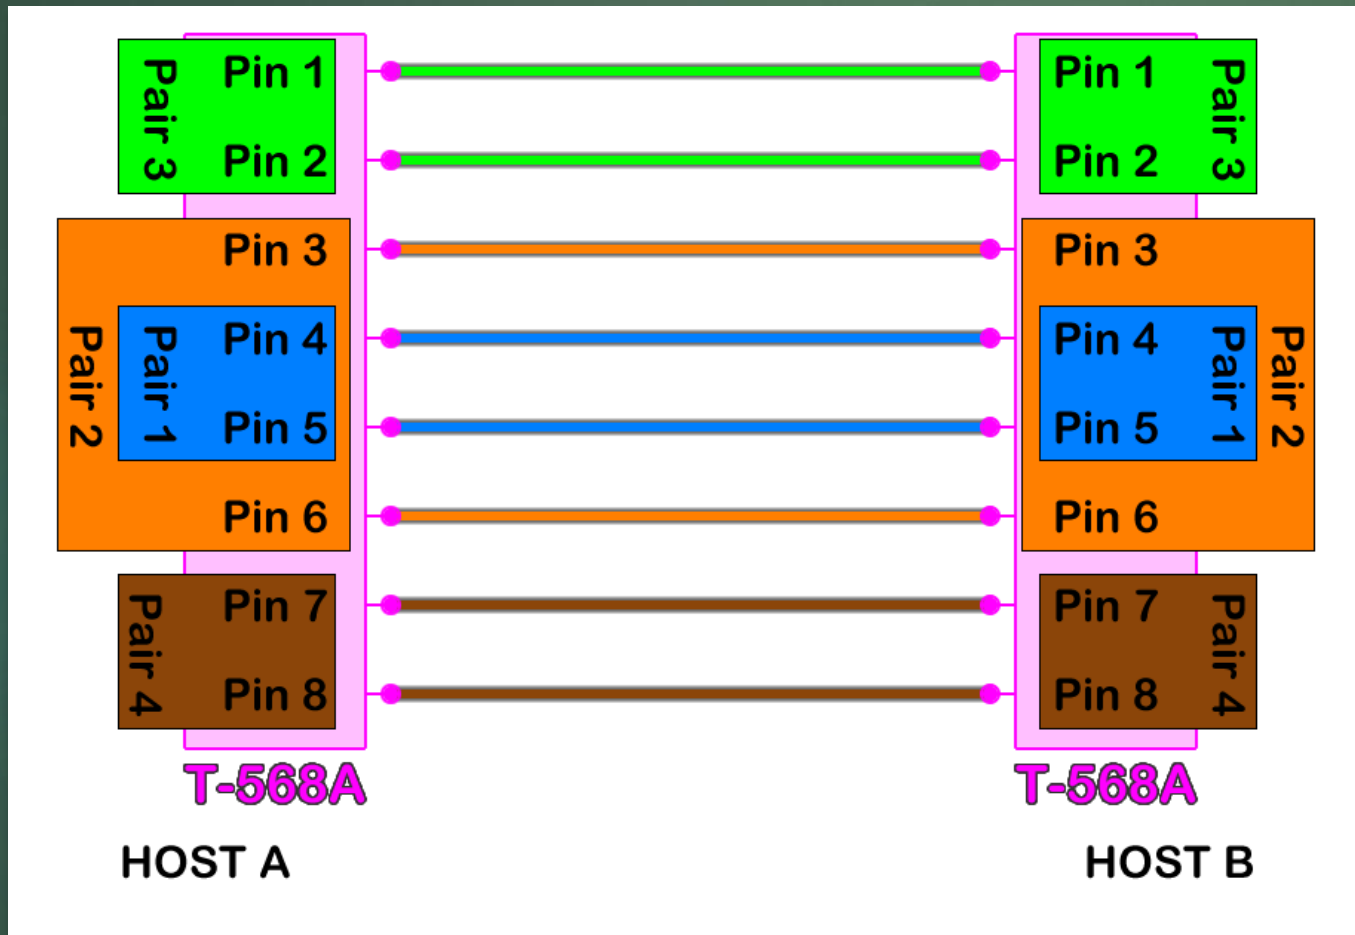 Pair 3
Pin 1
Pin 2
Pair 2
Pin 3
Pair 1
Pin 4
Pin 5
Pin 6
Pair 4
Pin 7
Pin 8
T-568A
HOST A
Pin 1
Pin 2
Pair 3
Pin 3
Pin 4
Pin 5
Pair 1
Pair 2
Pin 6
Pin 7
Pin 8
Pair 4
T-568A
HOST B